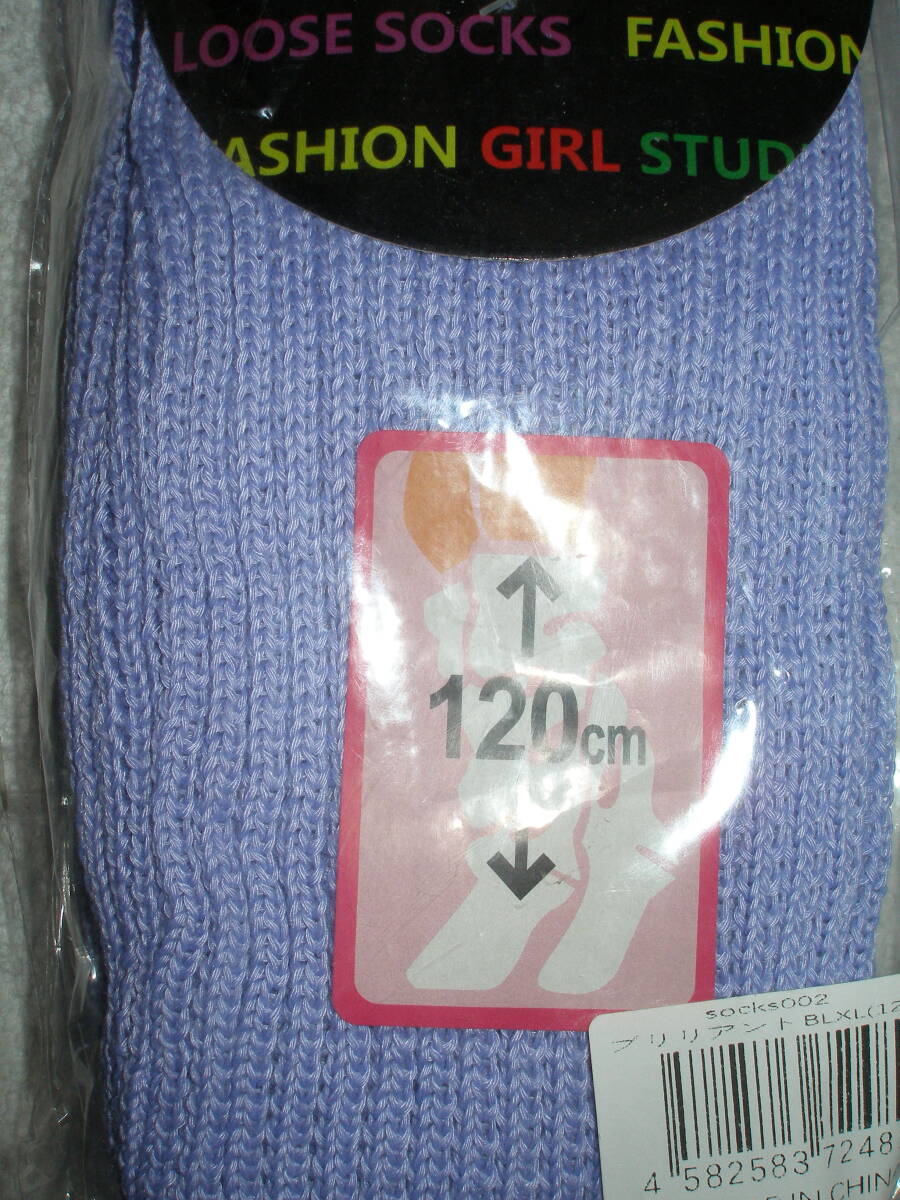 LOOSE SOCKS FASHION
FASHION GIRL STUDI
120cm
socks002
ブリリアントBLXL(12
4 582583 7248
IN CHIN